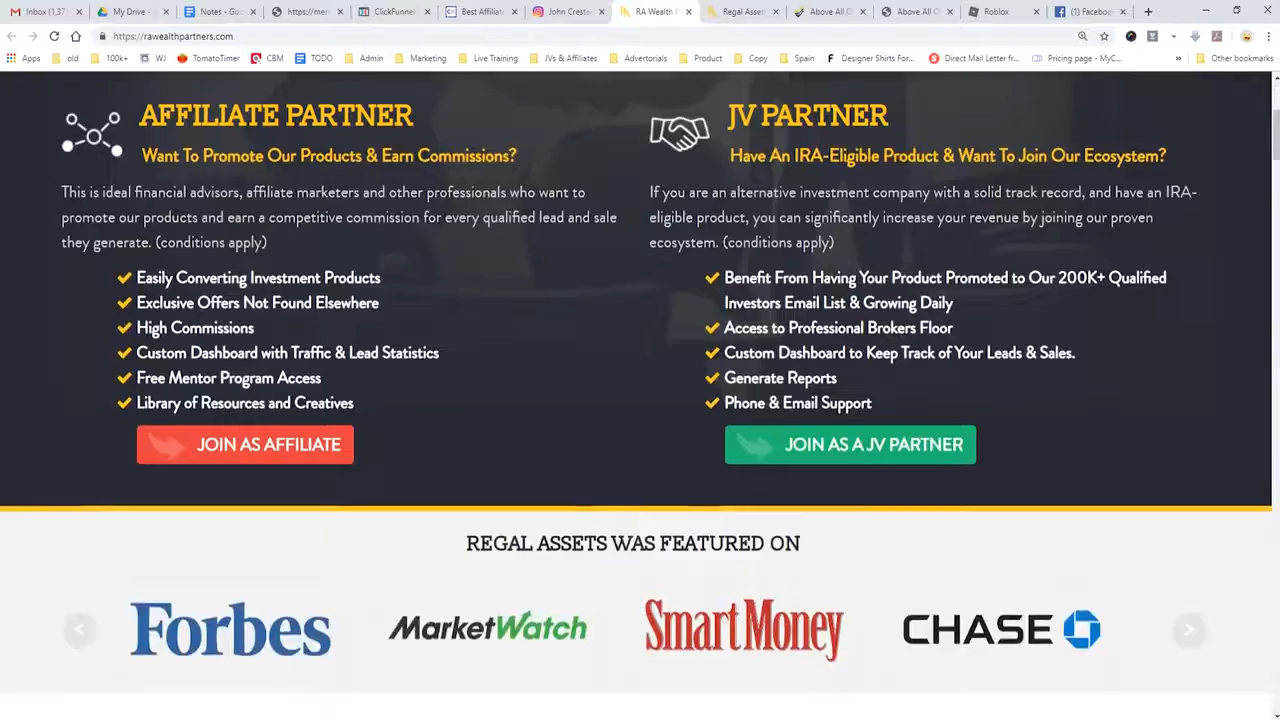 Inbox (1,37
My Drive -
Notes - Goo
https://mem
ClickFunnel
Best Affiliat
John Cresta
RA Wealth P
Regal Asset
Above All O
Above All O
Roblox
(1) Faceboo
https://rawealthpartners.com
Apps old 100k+ WJ TomatoTimer CBM TODO Admin Marketing Live Training JVs & Affiliates Advertorials Product Copy Spain Designer Shirts For... Direct Mail Letter fr... Pricing page - MyC... » Other bookmarks
AFFILIATE PARTNER
Want To Promote Our Products & Earn Commissions?
This is ideal financial advisors, affiliate marketers and other professionals who want to
promote our products and earn a competitive commission for every qualified lead and sale
they generate. (conditions apply)
Easily Converting Investment Products
Exclusive Offers Not Found Elsewhere
High Commissions
Custom Dashboard with Traffic & Lead Statistics
Free Mentor Program Access
Library of Resources and Creatives
JOIN AS AFFILIATE
JV PARTNER
Have An IRA-Eligible Product & Want To Join Our Ecosystem?
If you are an alternative investment company with a solid track record, and have an IRA-
eligible product, you can significantly increase your revenue by joining our proven
ecosystem. (conditions apply)
Benefit From Having Your Product Promoted to Our 200K+ Qualified
Investors Email List & Growing Daily
Access to Professional Brokers Floor
Custom Dashboard to Keep Track of Your Leads & Sales.
Generate Reports
Phone & Email Support
JOIN AS A JV PARTNER
REGAL ASSETS WAS FEATURED ON
Forbes
MarketWatch
SmartMoney
CHASE